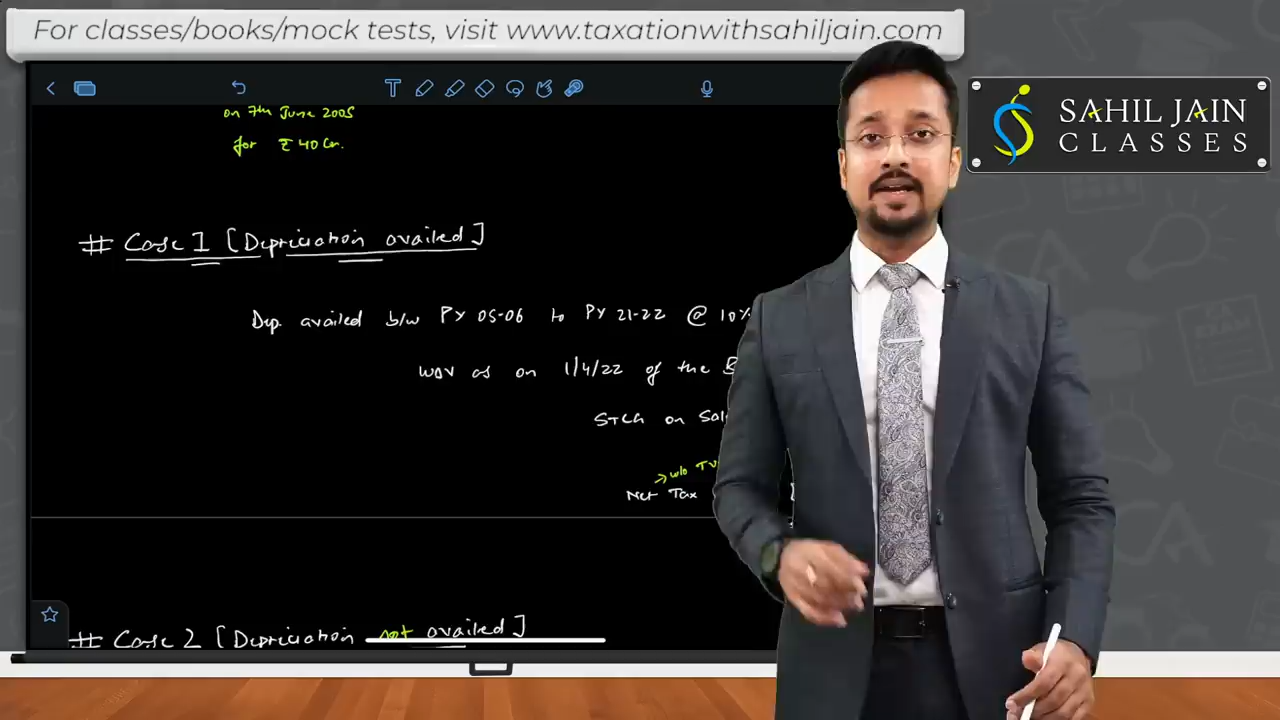 For classes/books/mock tests, visit www.taxationwithsahiljain.com
SAHIL JAIN
CLASSES
on 7th June 2005
for ₹ 40 Cr.
# Case 1 [Depriciation availed]
Dep. availed b/w PY 05-06 to PY 21-22 @ 10%
WDV as on 1/4/22 of the B
STCG on Sal
→ w/o
Net Tax
# Case 2 [Depriciation not availed]